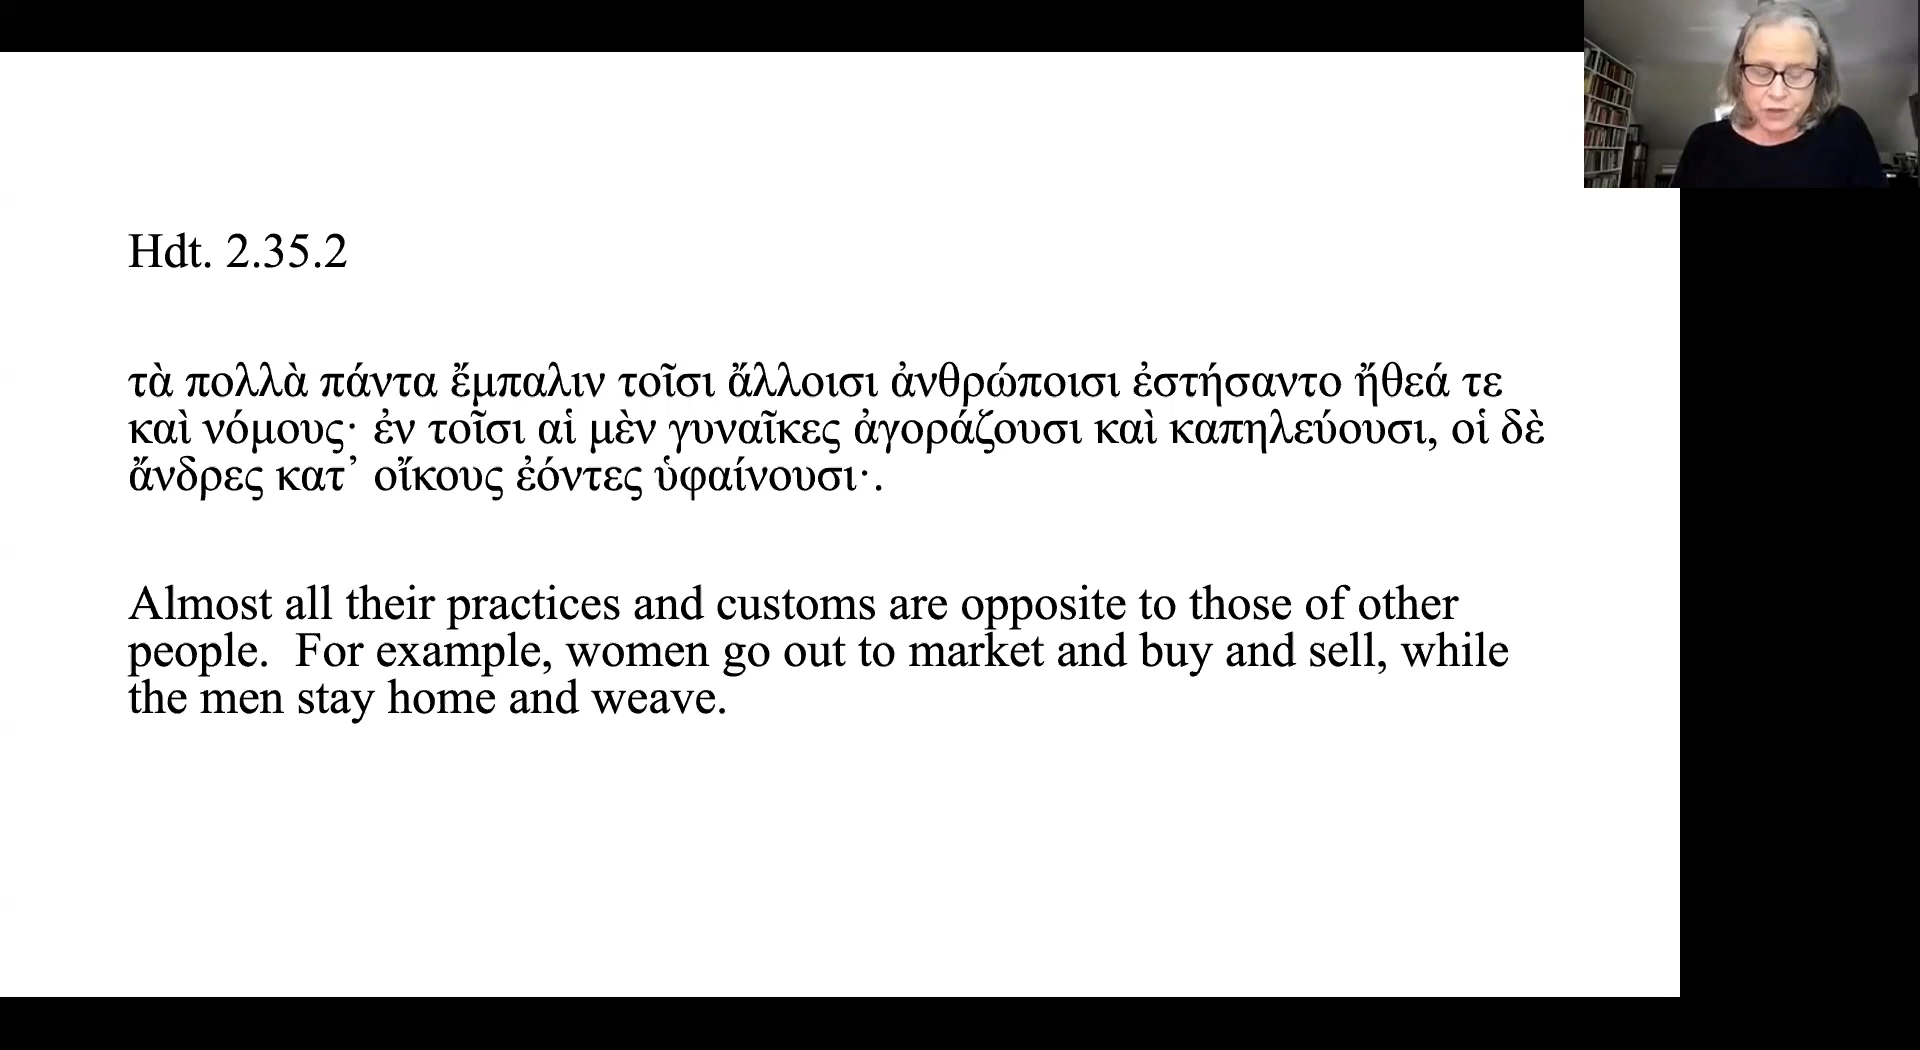 Hdt. 2.35.2
τὰ πολλὰ πάντα ἔμπαλιν τοῖσι ἄλλοισι ἀνθρώποισι ἐστήσαντο ἤθεά τε
καὶ νόμους· ἐν τοῖσι αἱ μὲν γυναῖκες ἀγοράζουσι καὶ καπηλεύουσι, οἱ δὲ
ἄνδρες κατ᾽ οἴκους ἐόντες ὑφαίνουσι·.
Almost all their practices and customs are opposite to those of other
people.  For example, women go out to market and buy and sell, while
the men stay home and weave.